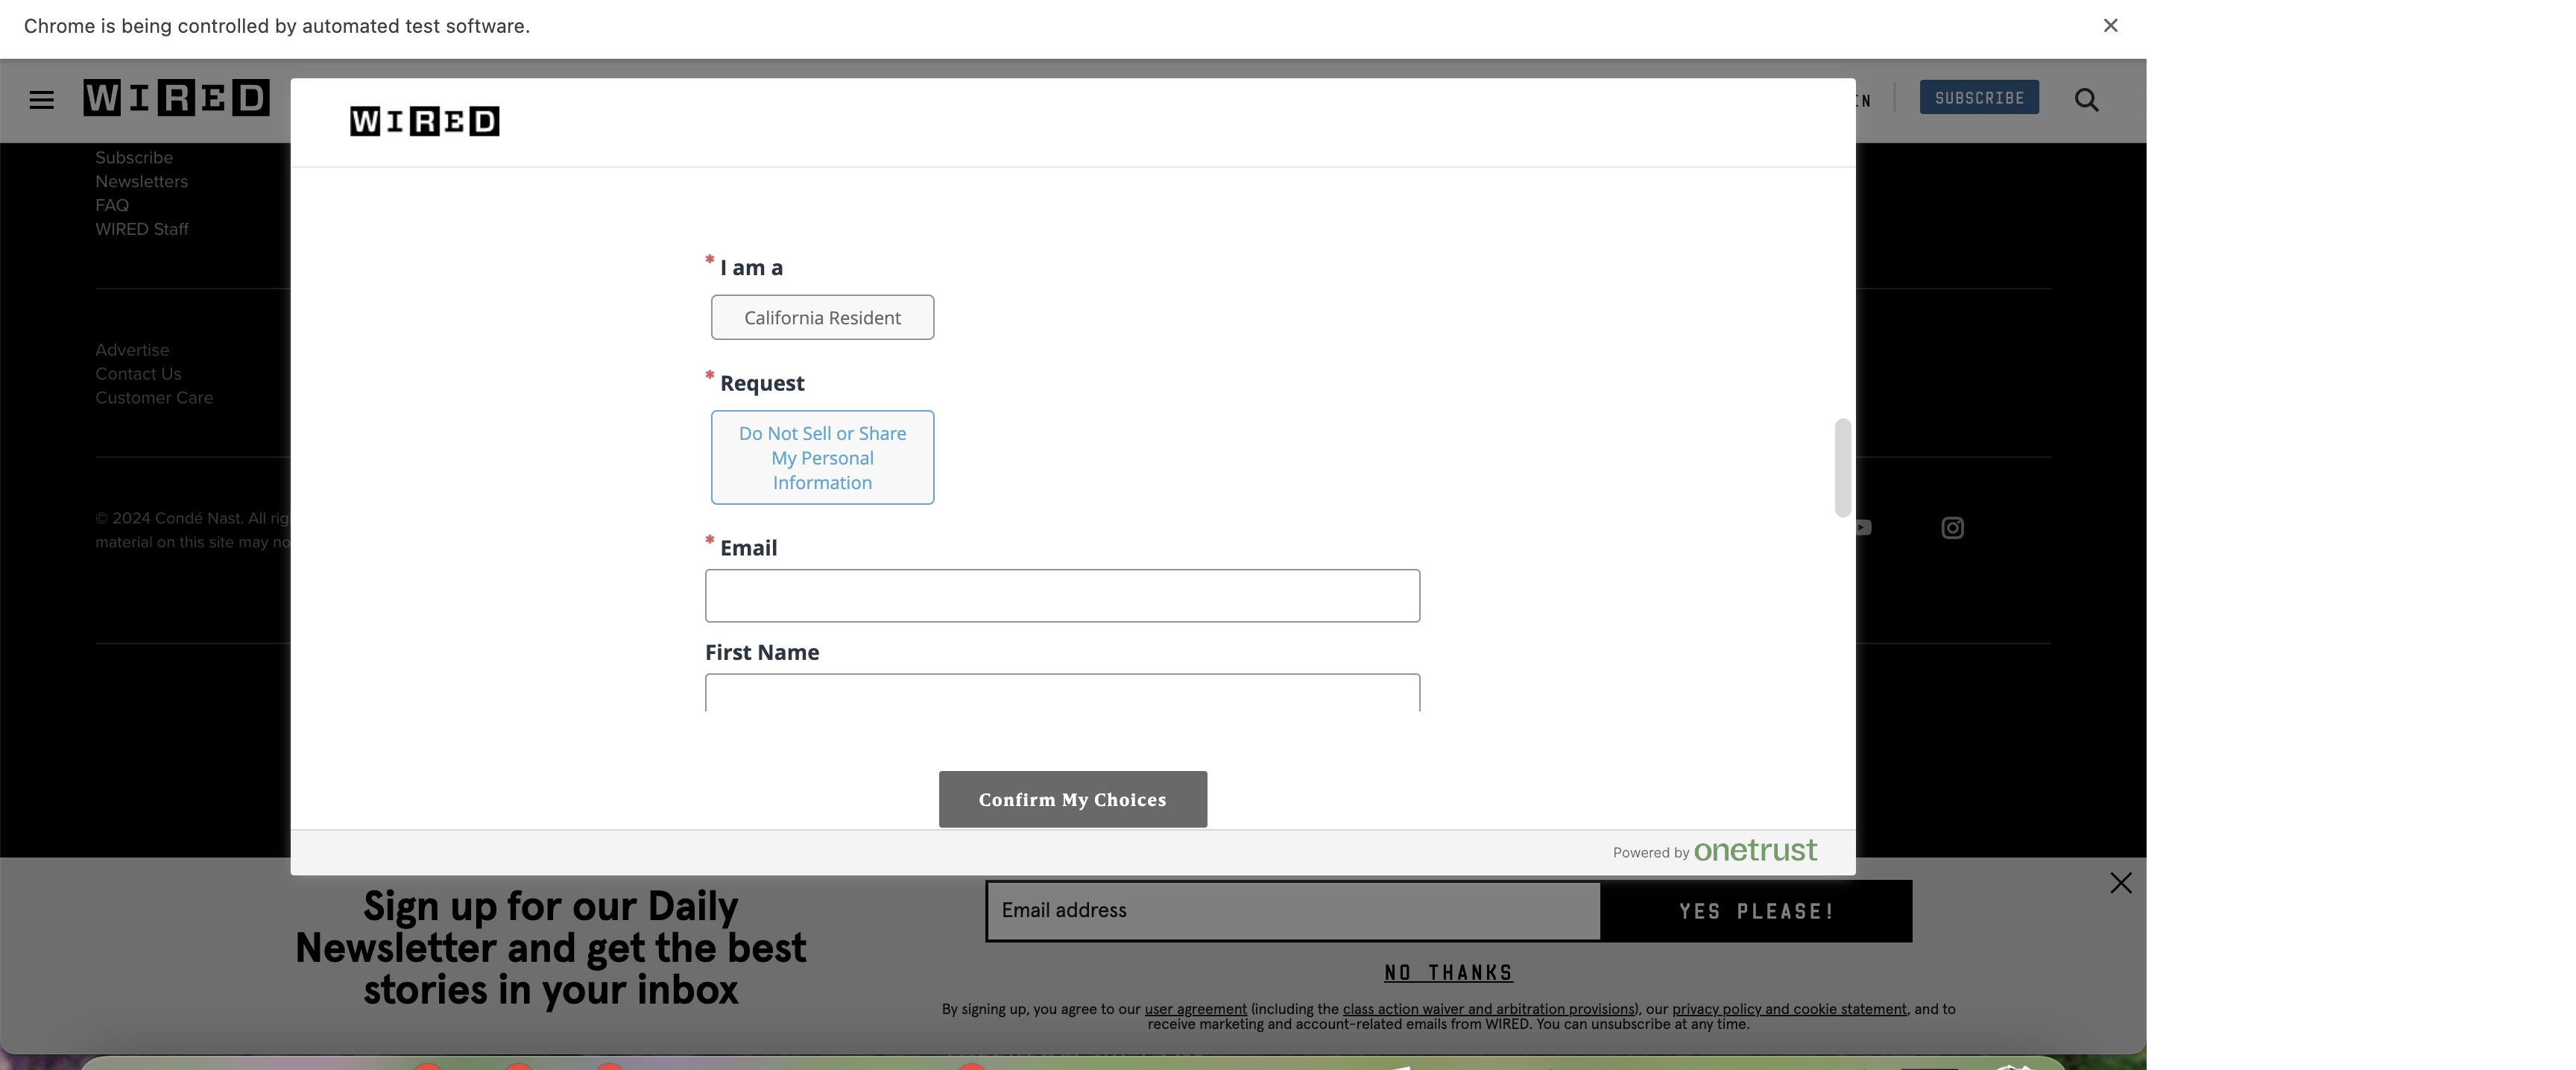 Chrome is being controlled by automated test software.
WIRED
SUBSCRIBE
WIRED
Subscribe
Newsletters
FAQ
WIRED Staff
* I am a
California Resident
* Request
Do Not Sell or Share
My Personal
Information
Advertise
Contact Us
Customer Care
© 2024 Condé Nast. All
material on this site may
* Email
First Name
Confirm My Choices
Powered by onetrust
Sign up for our Daily
Newsletter and get the best
stories in your inbox
Email address
YES PLEASE!
NO THANKS
By signing up, you agree to our user agreement (including the class action waiver and arbitration provisions), our privacy policy and cookie statement, and to
receive marketing and account-related emails from WIRED. You can unsubscribe at any time.